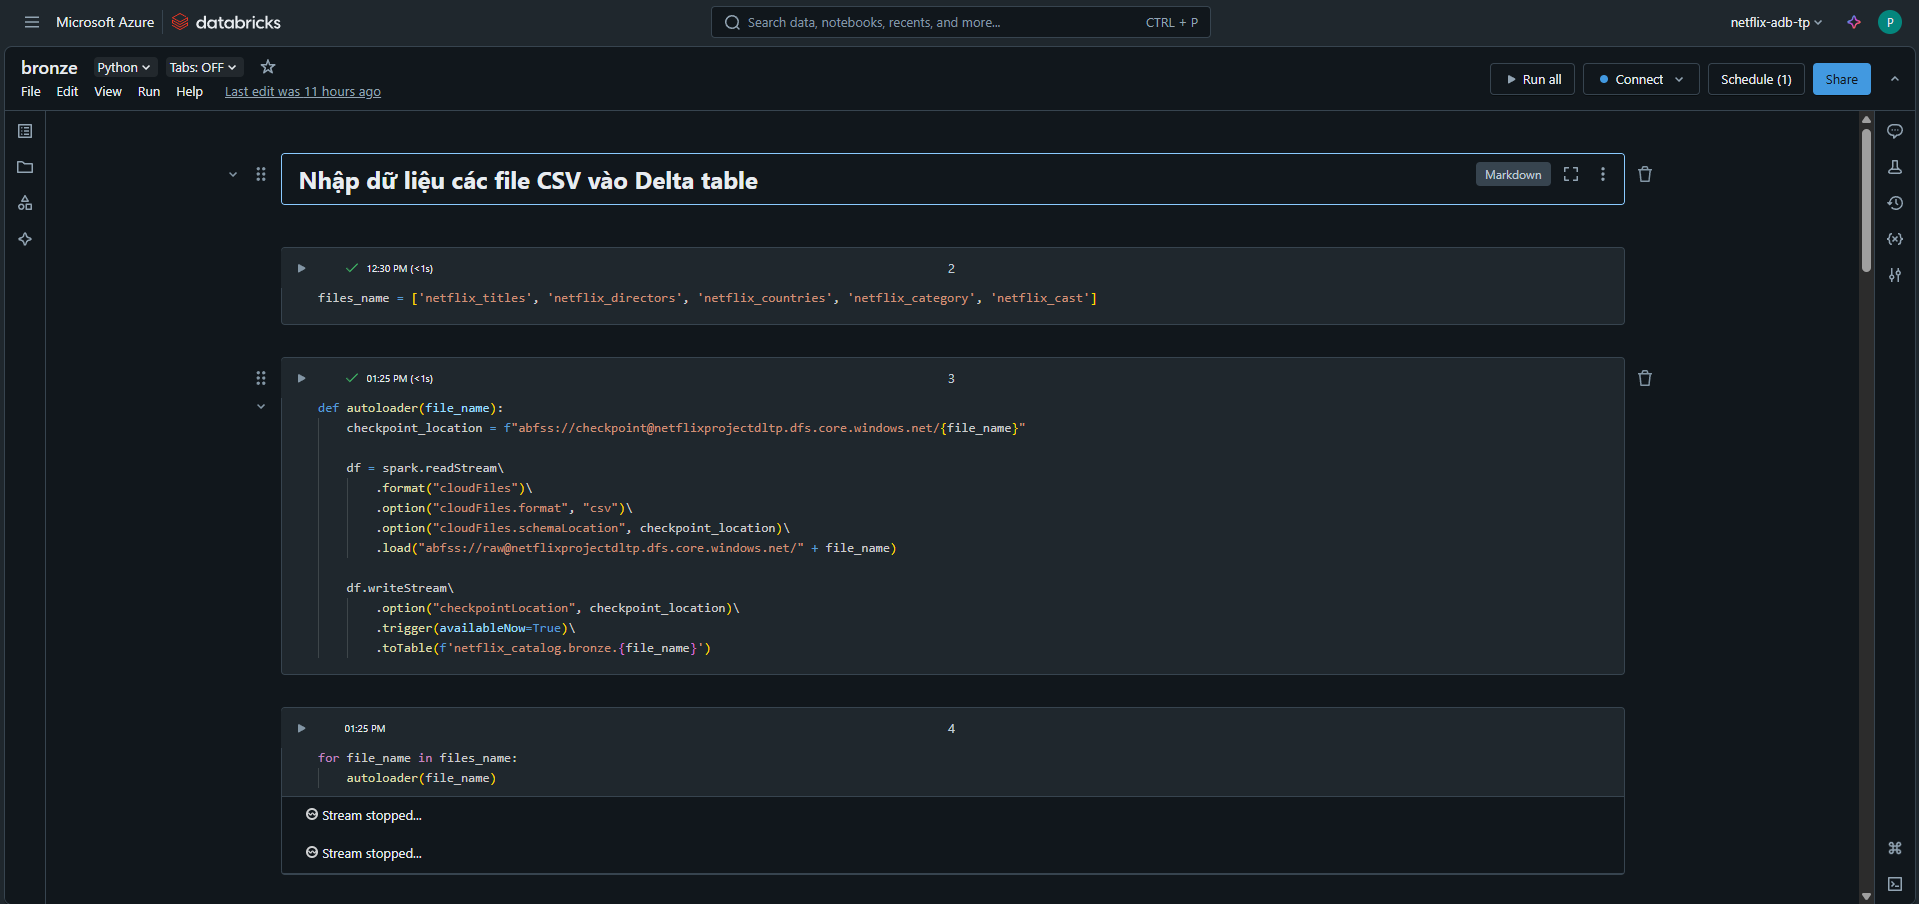 Microsoft Azure databricks Search data, notebooks, recents, and more... CTRL + P netflix-adb-tp P
bronze Python Tabs: OFF
File Edit View Run Help Last edit was 11 hours ago Run all Connect Schedule (1) Share
Nhập dữ liệu các file CSV vào Delta table Markdown
12:30 PM (<1s) 2
files_name = ['netflix_titles', 'netflix_directors', 'netflix_countries', 'netflix_category', 'netflix_cast']
01:25 PM (<1s) 3
def autoloader(file_name):
    checkpoint_location = f"abfss://checkpoint@netflixprojectdltp.dfs.core.windows.net/{file_name}"
    df = spark.readStream\
        .format("cloudFiles")\
        .option("cloudFiles.format", "csv")\
        .option("cloudFiles.schemaLocation", checkpoint_location)\
        .load("abfss://raw@netflixprojectdltp.dfs.core.windows.net/" + file_name)
    df.writeStream\
        .option("checkpointLocation", checkpoint_location)\
        .trigger(availableNow=True)\
        .toTable(f'netflix_catalog.bronze.{file_name}')
01:25 PM 4
for file_name in files_name:
    autoloader(file_name)
Stream stopped...
Stream stopped...